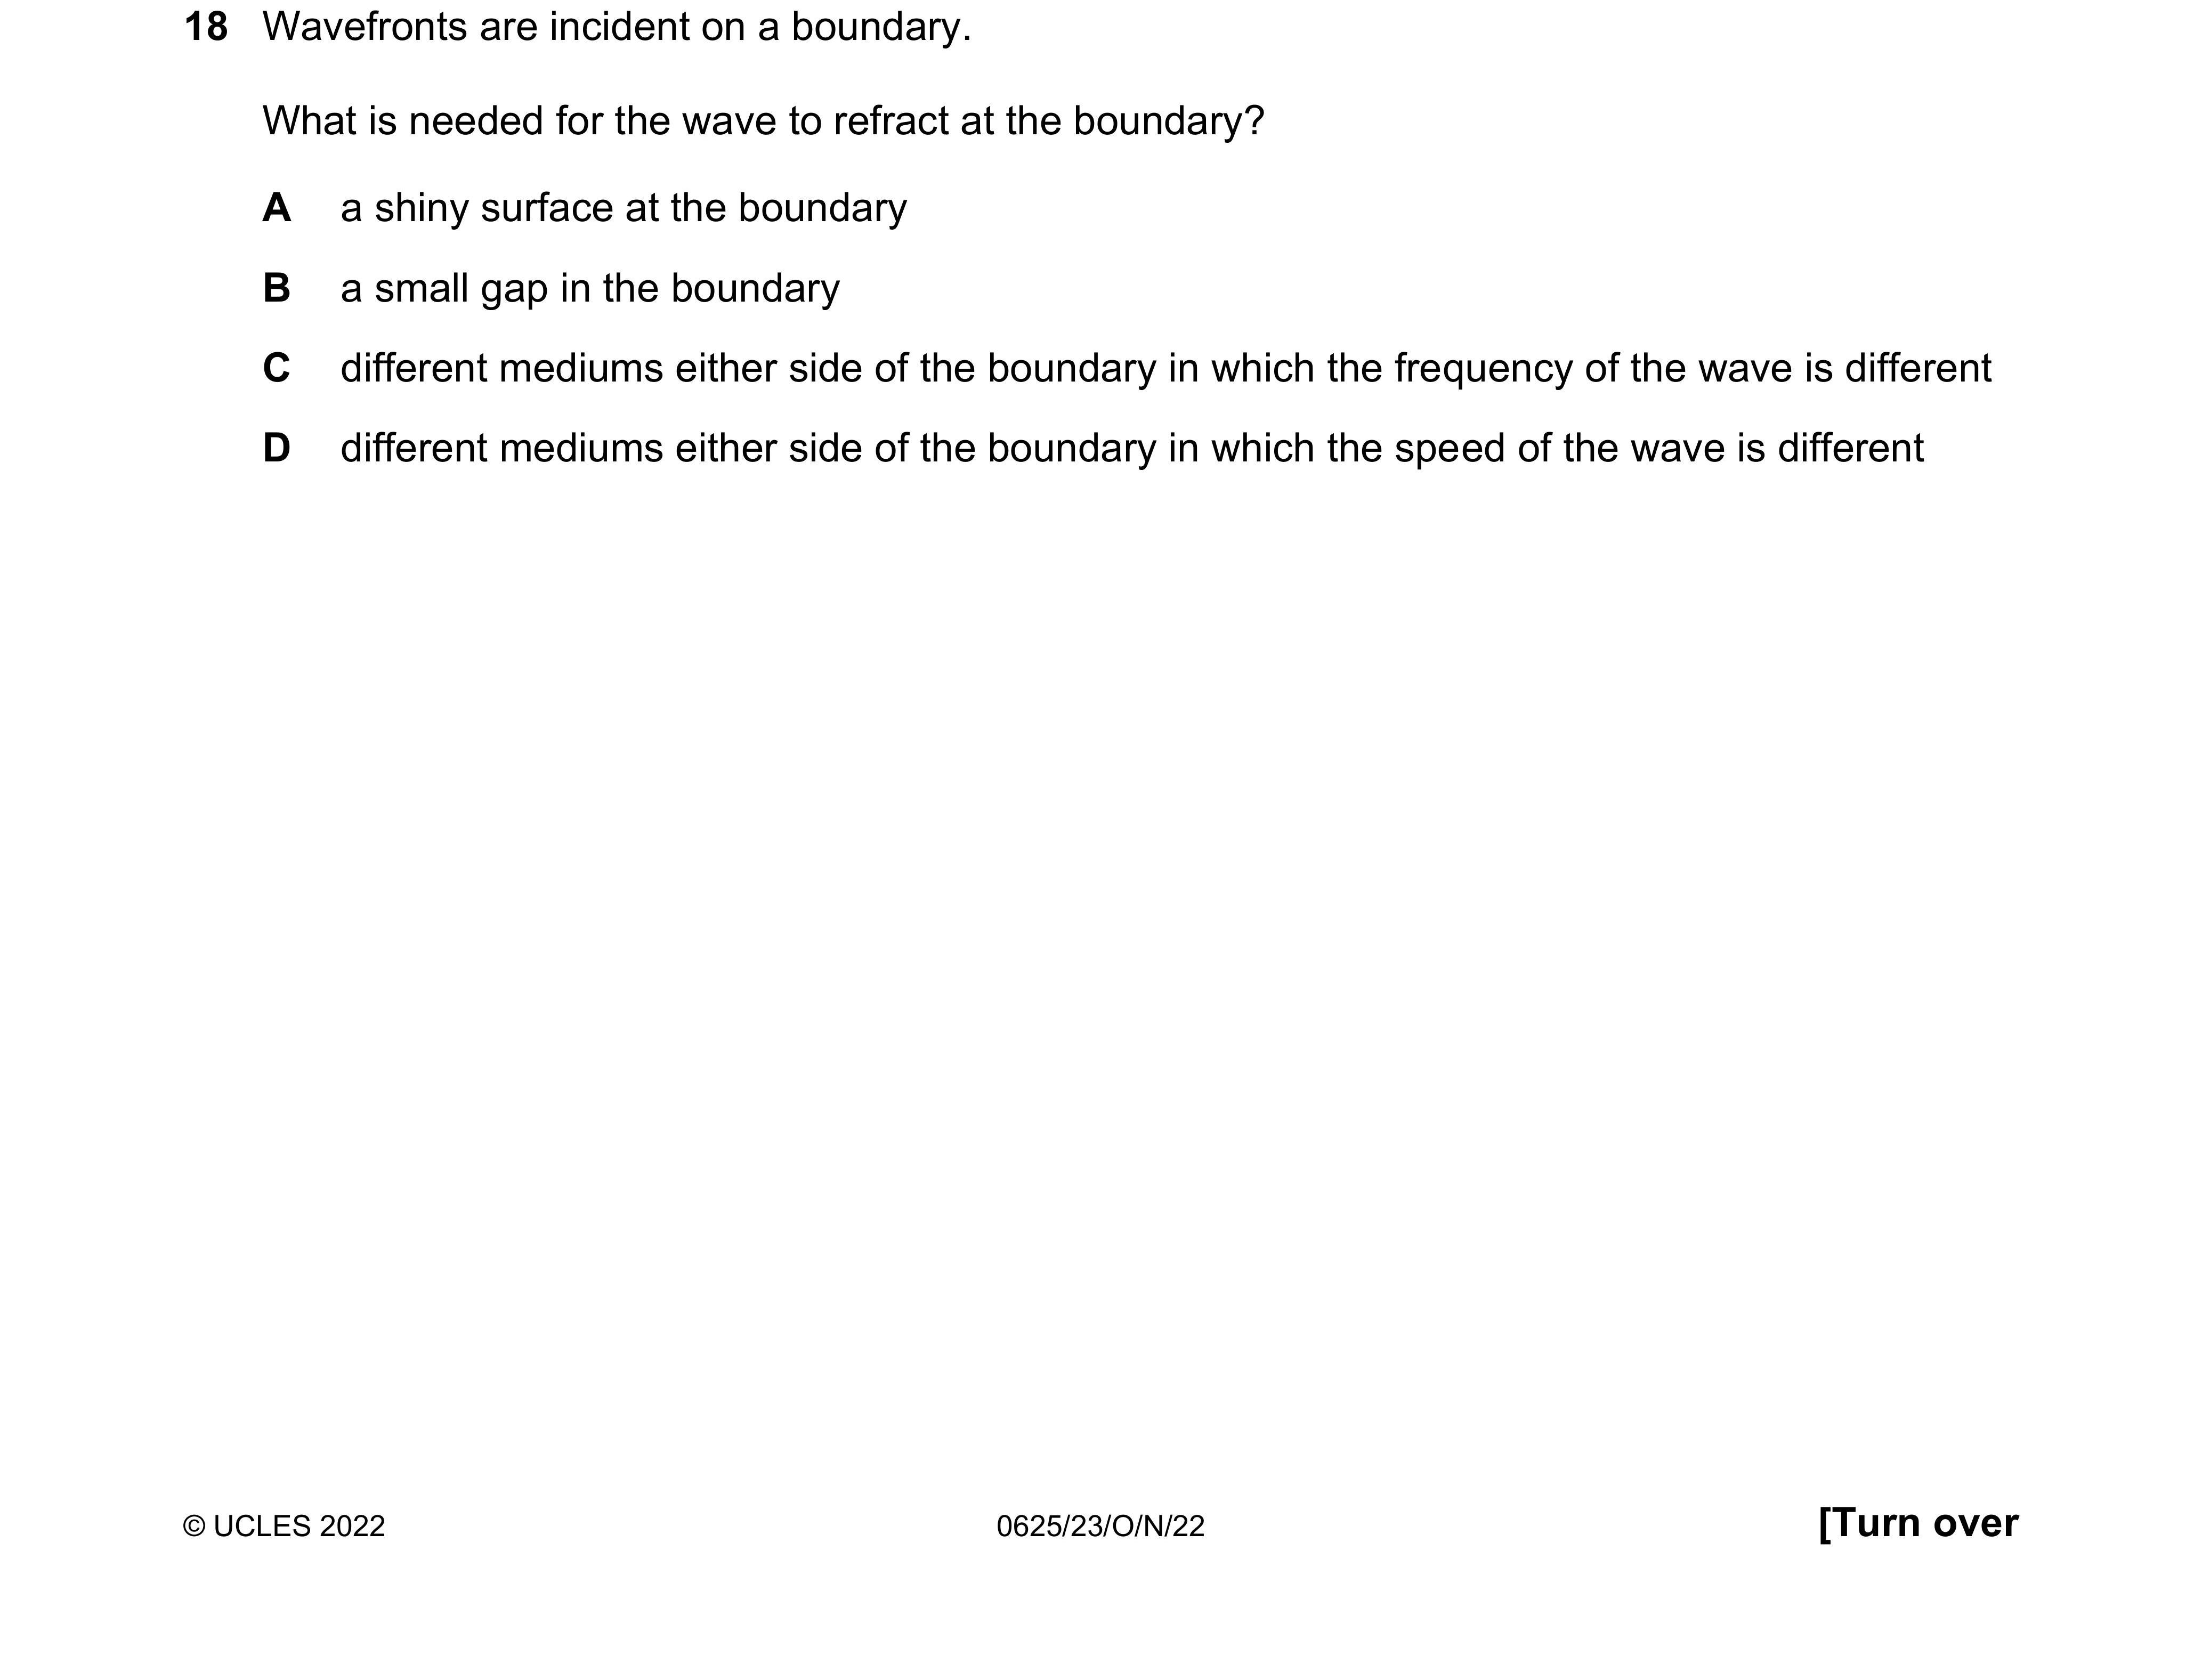 18 Wavefronts are incident on a boundary.
What is needed for the wave to refract at the boundary?
A a shiny surface at the boundary
B a small gap in the boundary
C different mediums either side of the boundary in which the frequency of the wave is different
D different mediums either side of the boundary in which the speed of the wave is different
© UCLES 2022 0625/23/O/N/22 [Turn over